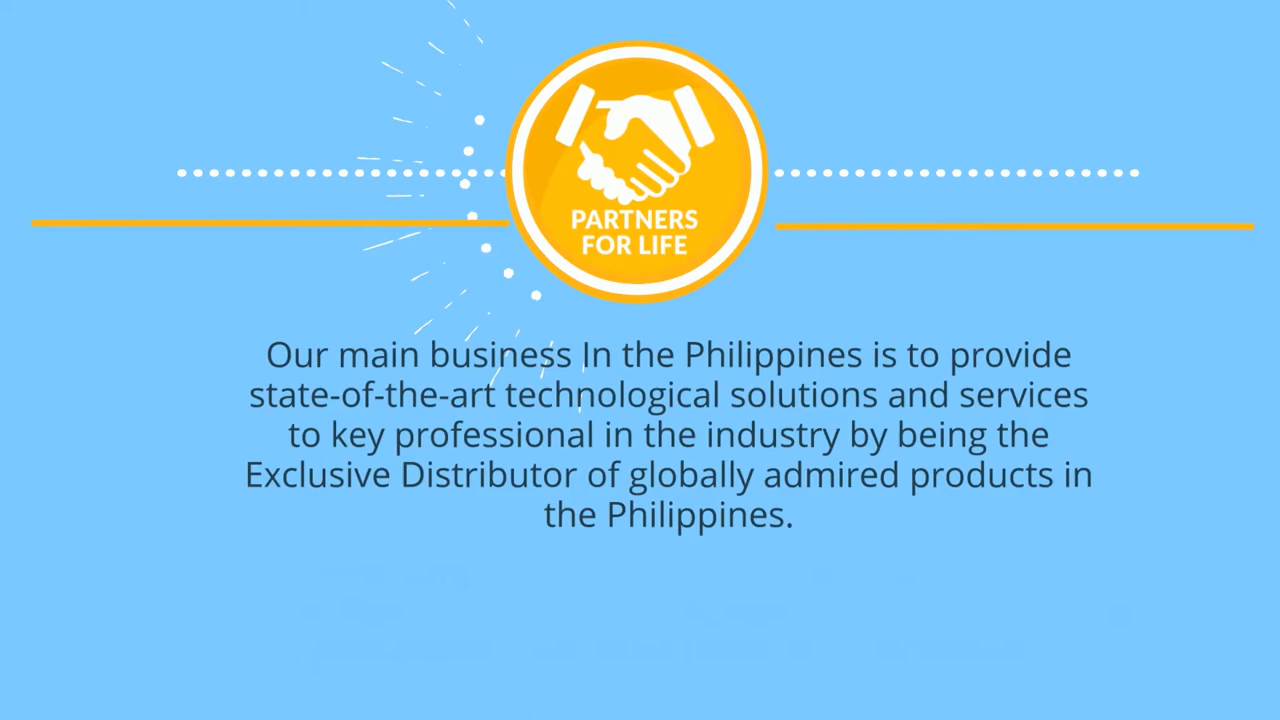 PARTNERS
FOR LIFE
Our main business In the Philippines is to provide
state-of-the-art technological solutions and services
to key professional in the industry by being the
Exclusive Distributor of globally admired products in
the Philippines.